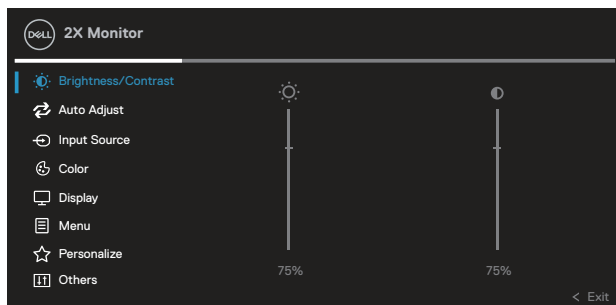 DELL 2X Monitor
Brightness/Contrast
Auto Adjust
Input Source
Color
Display
Menu
Personalize
Others
75% 75%
< Exit